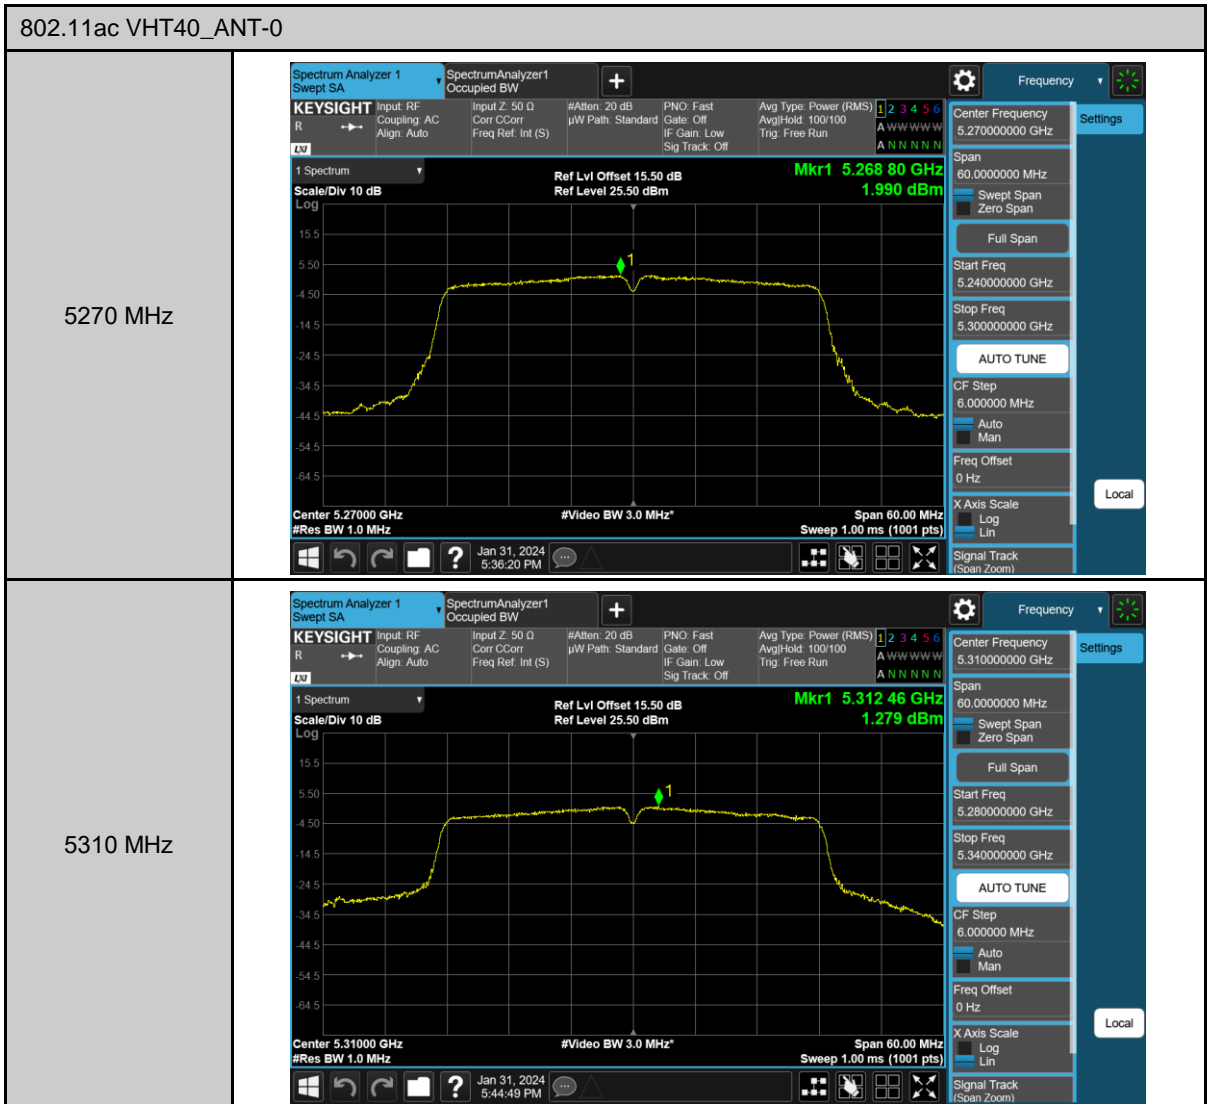 802.11ac VHT40_ANT-0
5270 MHz
Spectrum Analyzer 1
Swept SA
SpectrumAnalyzer1
Occupied BW
Frequency
KEYSIGHT
R
LXI
Input: RF
Coupling: AC
Align: Auto
Input Z: 50 Ω
Corr CCorr
Freq Ref: Int (S)
#Atten: 20 dB
µW Path: Standard
PNO: Fast
Gate: Off
IF Gain: Low
Sig Track: Off
Avg Type: Power (RMS)
Avg|Hold: 100/100
Trig: Free Run
1 2 3 4 5 6
A W W W W W
A N N N N N
1 Spectrum
Scale/Div 10 dB
Log
Ref Lvl Offset 15.50 dB
Ref Level 25.50 dBm
Mkr1 5.268 80 GHz
1.990 dBm
15.5
5.50
-4.50
-14.5
-24.5
-34.5
-44.5
-54.5
-64.5
1
Center 5.27000 GHz
#Res BW 1.0 MHz
#Video BW 3.0 MHz*
Span 60.00 MHz
Sweep 1.00 ms (1001 pts)
Jan 31, 2024
5:36:20 PM
Center Frequency
5.270000000 GHz
Span
60.0000000 MHz
Swept Span
Zero Span
Full Span
Start Freq
5.240000000 GHz
Stop Freq
5.300000000 GHz
AUTO TUNE
CF Step
6.000000 MHz
Auto
Man
Freq Offset
0 Hz
X Axis Scale
Log
Lin
Signal Track
(Span Zoom)
Settings
Local
5310 MHz
Spectrum Analyzer 1
Swept SA
SpectrumAnalyzer1
Occupied BW
Frequency
KEYSIGHT
R
LXI
Input: RF
Coupling: AC
Align: Auto
Input Z: 50 Ω
Corr CCorr
Freq Ref: Int (S)
#Atten: 20 dB
µW Path: Standard
PNO: Fast
Gate: Off
IF Gain: Low
Sig Track: Off
Avg Type: Power (RMS)
Avg|Hold: 100/100
Trig: Free Run
1 2 3 4 5 6
A W W W W W
A N N N N N
1 Spectrum
Scale/Div 10 dB
Log
Ref Lvl Offset 15.50 dB
Ref Level 25.50 dBm
Mkr1 5.312 46 GHz
1.279 dBm
15.5
5.50
-4.50
-14.5
-24.5
-34.5
-44.5
-54.5
-64.5
1
Center 5.31000 GHz
#Res BW 1.0 MHz
#Video BW 3.0 MHz*
Span 60.00 MHz
Sweep 1.00 ms (1001 pts)
Jan 31, 2024
5:44:49 PM
Center Frequency
5.310000000 GHz
Span
60.0000000 MHz
Swept Span
Zero Span
Full Span
Start Freq
5.280000000 GHz
Stop Freq
5.340000000 GHz
AUTO TUNE
CF Step
6.000000 MHz
Auto
Man
Freq Offset
0 Hz
X Axis Scale
Log
Lin
Signal Track
(Span Zoom)
Settings
Local